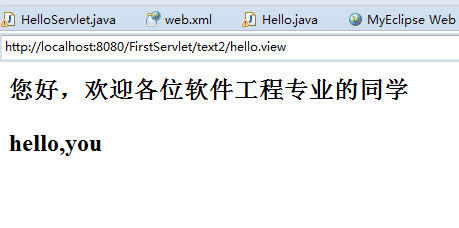 HelloServlet.java web.xml Hello.java MyEclipse Web
http://localhost:8080/FirstServlet/text2/hello.view
您好，欢迎各位软件工程专业的同学
hello,you